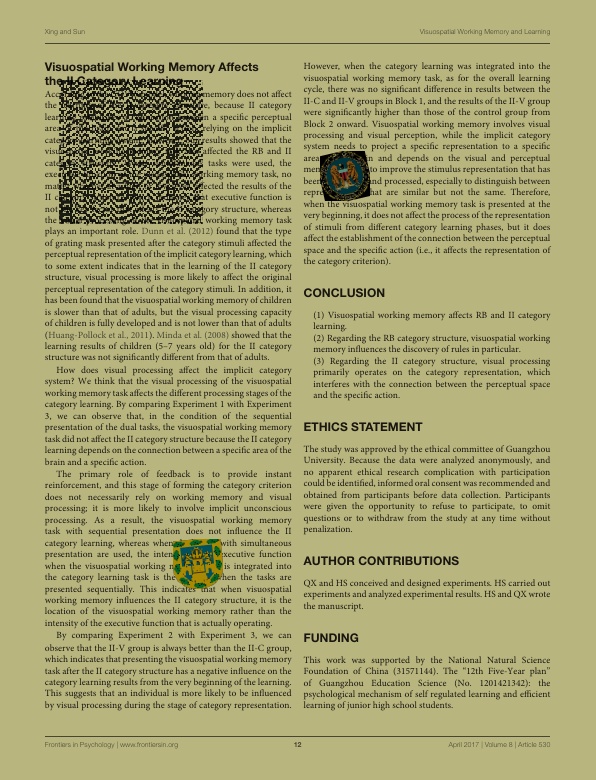 Xing and Sun
Visuospatial Working Memory and Learning
Visuospatial Working Memory Affects
the II Category Learning
memory does not affect
the because II category
in a specific perceptual
area relying on the implicit
results showed that the
affected the RB and II
tasks were used, the
working memory task, no
affected the results of the
II executive function is
not category structure, whereas
the working memory task
plays an important role. Dunn et al. (2012) found that the type
of grating mask presented after the category stimuli affected the
perceptual representation of the implicit category learning, which
to some extent indicates that in the learning of the II category
structure, visual processing is more likely to affect the original
perceptual representation of the category stimuli. In addition, it
has been found that the visuospatial working memory of children
is slower than that of adults, but the visual processing capacity
of children is fully developed and is not lower than that of adults
(Huang-Pollock et al., 2011). Minda et al. (2008) showed that the
learning results of children (5–7 years old) for the II category
structure was not significantly different from that of adults.
How does visual processing affect the implicit category
system? We think that the visual processing of the visuospatial
working memory task affects the different processing stages of the
category learning. By comparing Experiment 1 with Experiment
3, we can observe that, in the condition of the sequential
presentation of the dual tasks, the visuospatial working memory
task did not affect the II category structure because the II category
learning depends on the connection between a specific area of the
brain and a specific action.
The primary role of feedback is to provide instant
reinforcement, and this stage of forming the category criterion
does not necessarily rely on working memory and visual
processing; it is more likely to involve implicit unconscious
processing. As a result, the visuospatial working memory
task with sequential presentation does not influence the II
category learning, whereas when with simultaneous
presentation are used, the executive function
when the visuospatial working is integrated into
the category learning task is the when the tasks are
presented sequentially. This indicates that when visuospatial
working memory influences the II category structure, it is the
location of the visuospatial working memory rather than the
intensity of the executive function that is actually operating.
By comparing Experiment 2 with Experiment 3, we can
observe that the II-V group is always better than the II-C group,
which indicates that presenting the visuospatial working memory
task after the II category structure has a negative influence on the
category learning results from the very beginning of the learning.
This suggests that an individual is more likely to be influenced
by visual processing during the stage of category representation.
However, when the category learning was integrated into the
visuospatial working memory task, as for the overall learning
cycle, there was no significant difference in results between the
II-C and II-V groups in Block 1, and the results of the II-V group
were significantly higher than those of the control group from
Block 2 onward. Visuospatial working memory involves visual
processing and visual perception, while the implicit category
system needs to project a specific representation to a specific
area and depends on the visual and perceptual
to improve the stimulus representation that has
been and processed, especially to distinguish between
that are similar but not the same. Therefore,
when the visuospatial working memory task is presented at the
very beginning, it does not affect the process of the representation
of stimuli from different category learning phases, but it does
affect the establishment of the connection between the perceptual
space and the specific action (i.e., it affects the representation of
the category criterion).
CONCLUSION
(1) Visuospatial working memory affects RB and II category
learning.
(2) Regarding the RB category structure, visuospatial working
memory influences the discovery of rules in particular.
(3) Regarding the II category structure, visual processing
primarily operates on the category representation, which
interferes with the connection between the perceptual space
and the specific action.
ETHICS STATEMENT
The study was approved by the ethical committee of Guangzhou
University. Because the data were analyzed anonymously, and
no apparent ethical research complication with participation
could be identified, informed oral consent was recommended and
obtained from participants before data collection. Participants
were given the opportunity to refuse to participate, to omit
questions or to withdraw from the study at any time without
penalization.
AUTHOR CONTRIBUTIONS
QX and HS conceived and designed experiments. HS carried out
experiments and analyzed experimental results. HS and QX wrote
the manuscript.
FUNDING
This work was supported by the National Natural Science
Foundation of China (31571144). The “12th Five-Year plan”
of Guangzhou Education Science (No. 1201421342): the
psychological mechanism of self regulated learning and efficient
learning of junior high school students.
Frontiers in Psychology | www.frontiersin.org
12
April 2017 | Volume 8 | Article 530